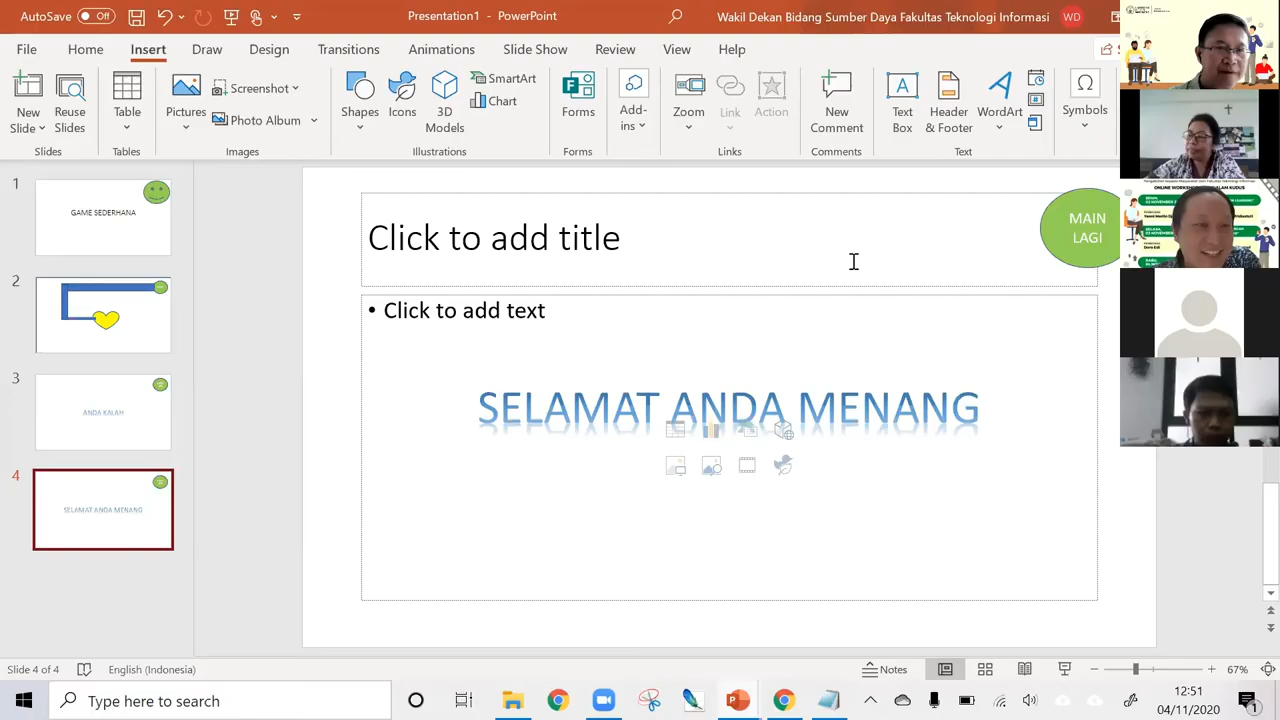 AutoSave Off
Presentation1 - PowerPoint
Wakil Dekan Bidang Sumber Daya Fakultas Teknologi Informasi
WD
File Home Insert Draw Design Transitions Animations Slide Show Review View Help
New Slide
Reuse Slides
Table
Pictures
Screenshot
Photo Album
Shapes
Icons
3D Models
SmartArt
Chart
Forms
Add-ins
Zoom
Link
Action
New Comment
Text Box
Header & Footer
WordArt
Symbols
Slides Tables Images Illustrations Forms Links Comments Text
1
GAME SEDERHANA
2
3
ANDA KALAH
4
SELAMAT ANDA MENANG
Click to add title
MAIN
LAGI
• Click to add text
SELAMAT ANDA MENANG
ONLINE WORKSHOP
Slide 4 of 4
English (Indonesia)
Notes
67%
Type here to search
12:51
04/11/2020
1